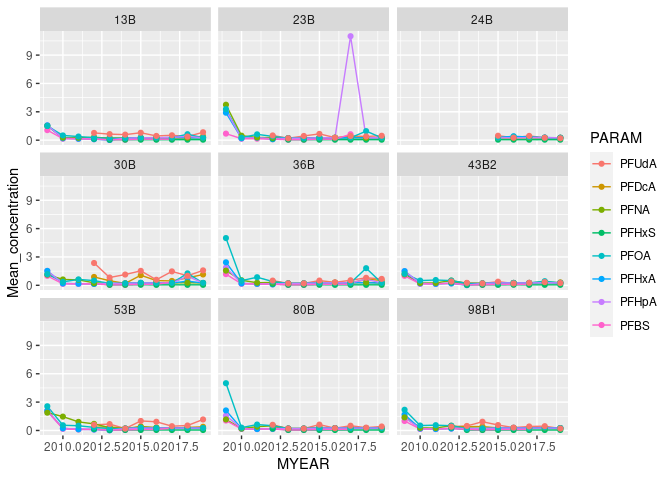 13B 23B 24B
9
6
3
0
30B 36B 43B2
9
6
3
0
53B 80B 98B1
9
6
3
0
2010.02012.52015.02017.5 2010.02012.52015.02017.5 2010.02012.52015.02017.5
MYEAR
Mean_concentration
PARAM
PFUdA
PFDcA
PFNA
PFHxS
PFOA
PFHxA
PFHpA
PFBS